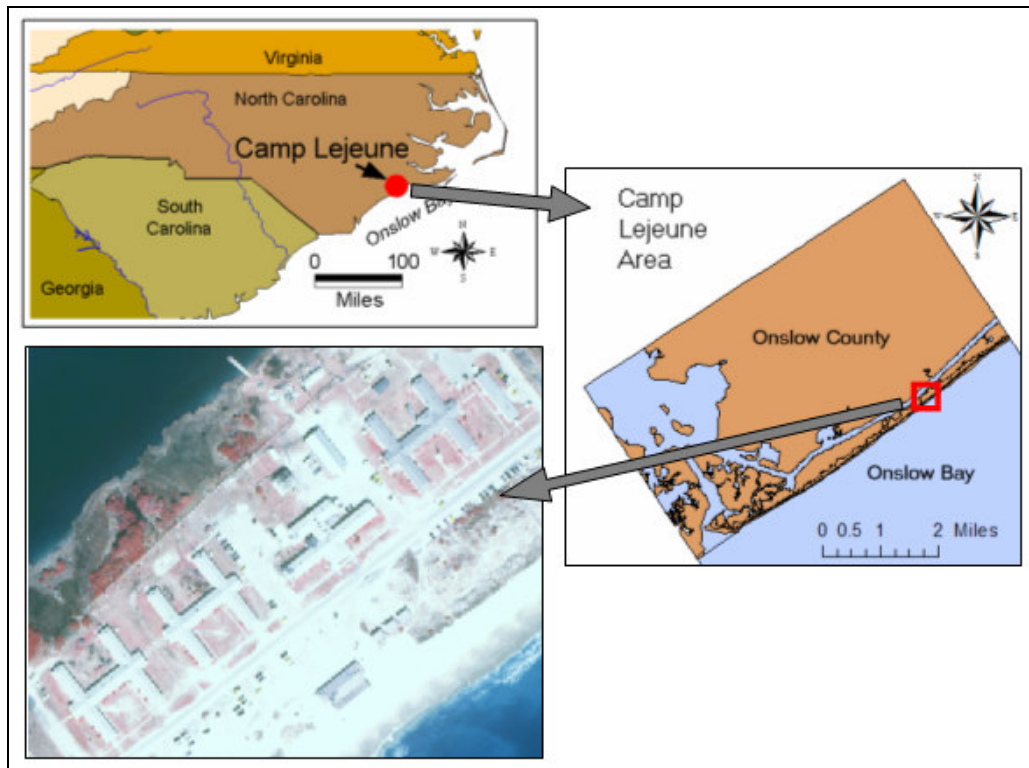 Virginia
North Carolina
Camp Lejeune
South
Carolina
Georgia
Onslow Bay
N
W E
S
0 100
Miles
Camp
Lejeune
Area
N
W E
S
Onslow County
Onslow Bay
0 0.5 1 2 Miles